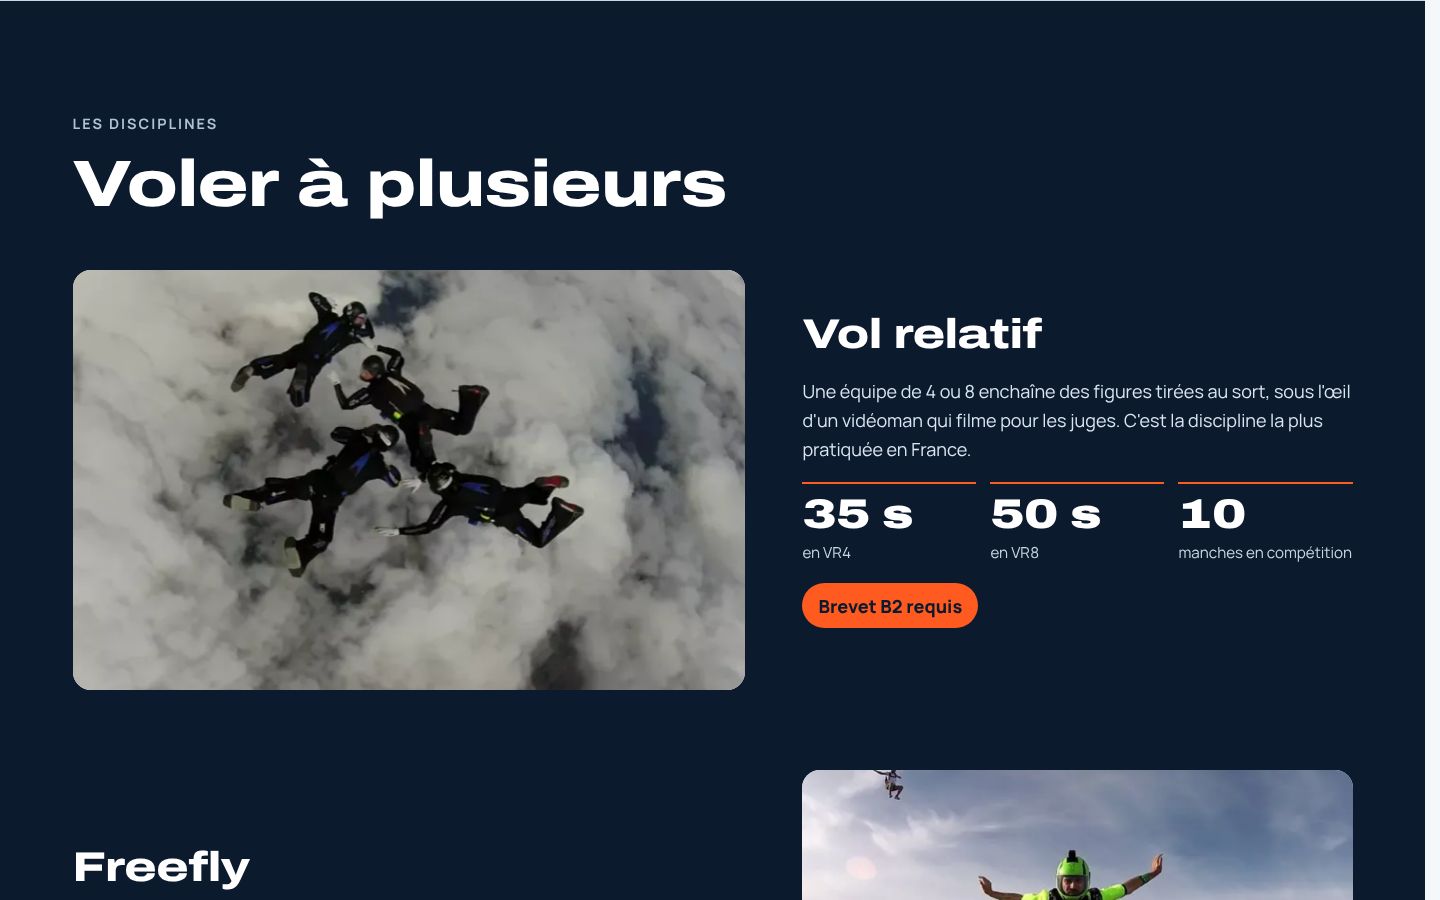 LES DISCIPLINES
Voler à plusieurs
Vol relatif
Une équipe de 4 ou 8 enchaîne des figures tirées au sort, sous l'œil
d'un vidéoman qui filme pour les juges. C'est la discipline la plus
pratiquée en France.
35 s
50 s
10
en VR4
en VR8
manches en compétition
Brevet B2 requis
Freefly